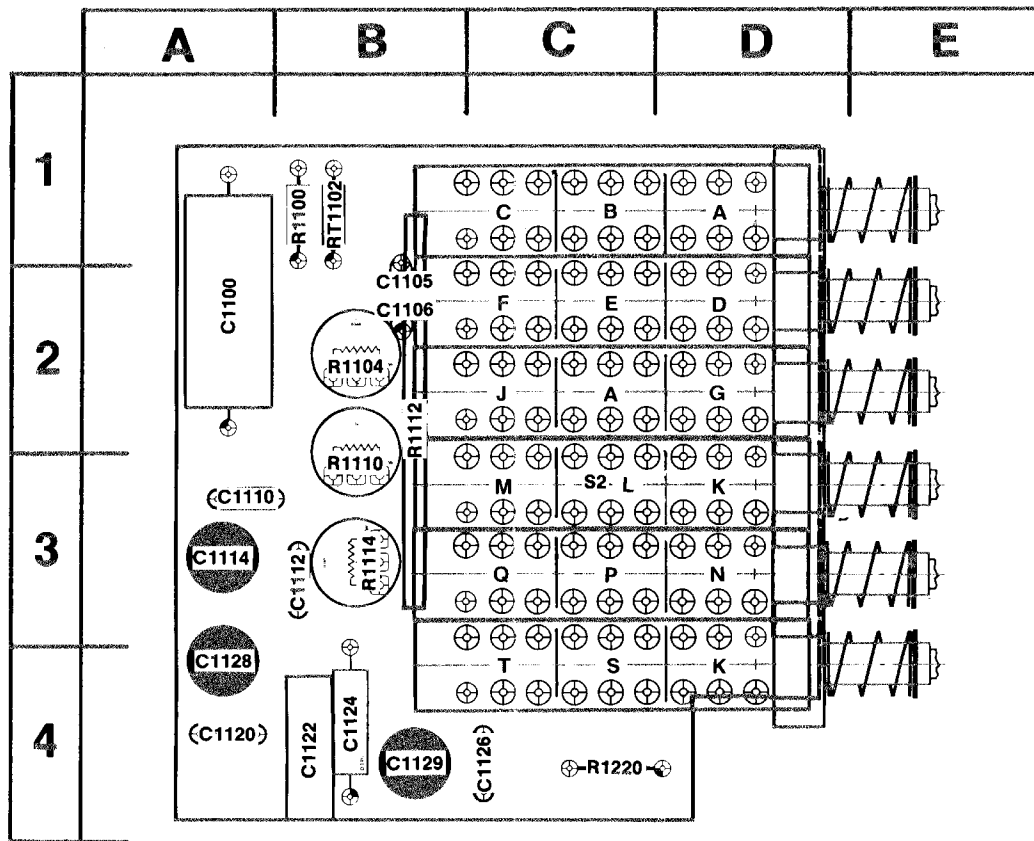 A B C D E
1
R1100
RT1102
C B A
C1105
C1100
C1106
F E D
2
R1104
J A G
R1112
R1110
M S2 L K
C1110
3
C1114
C1112
R1114
Q P N
C1128
T S K
4
C1120
C1122
C1124
C1129
C1126
R1220